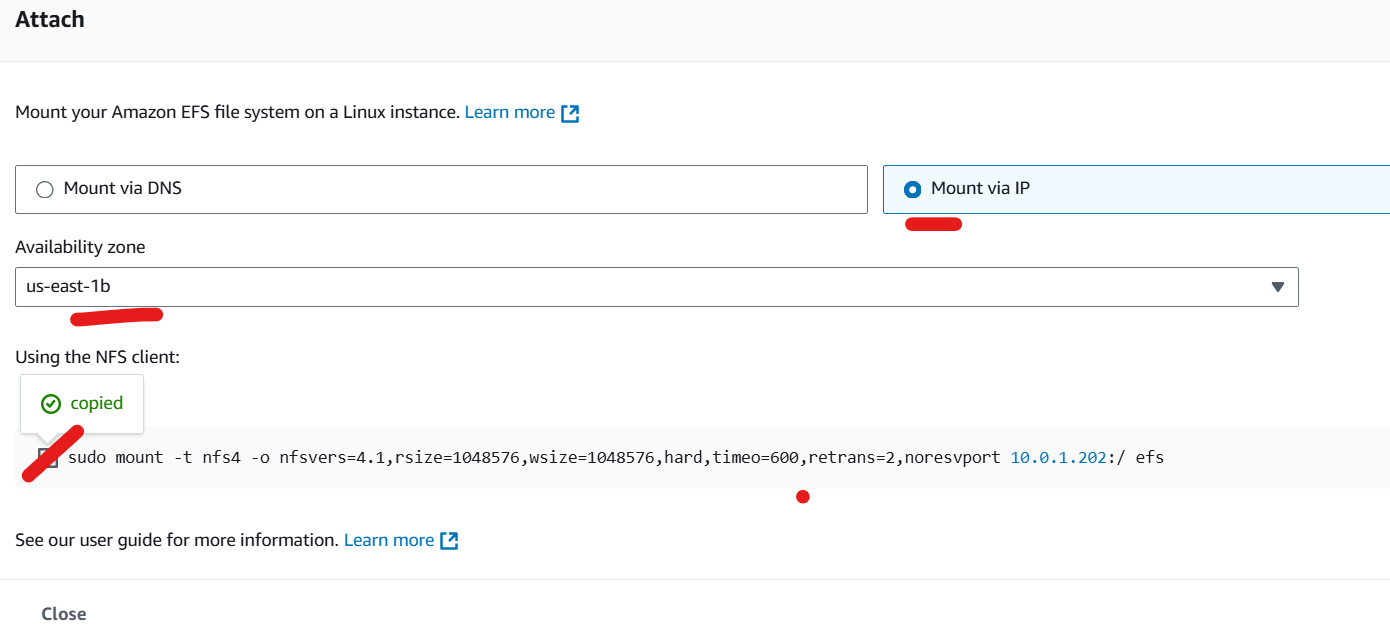 Attach
Mount your Amazon EFS file system on a Linux instance. Learn more
Mount via DNS
Mount via IP
Availability zone
us-east-1b
Using the NFS client:
copied
sudo mount -t nfs4 -o nfsvers=4.1,rsize=1048576,wsize=1048576,hard,timeo=600,retrans=2,noresvport 10.0.1.202:/ efs
See our user guide for more information. Learn more
Close